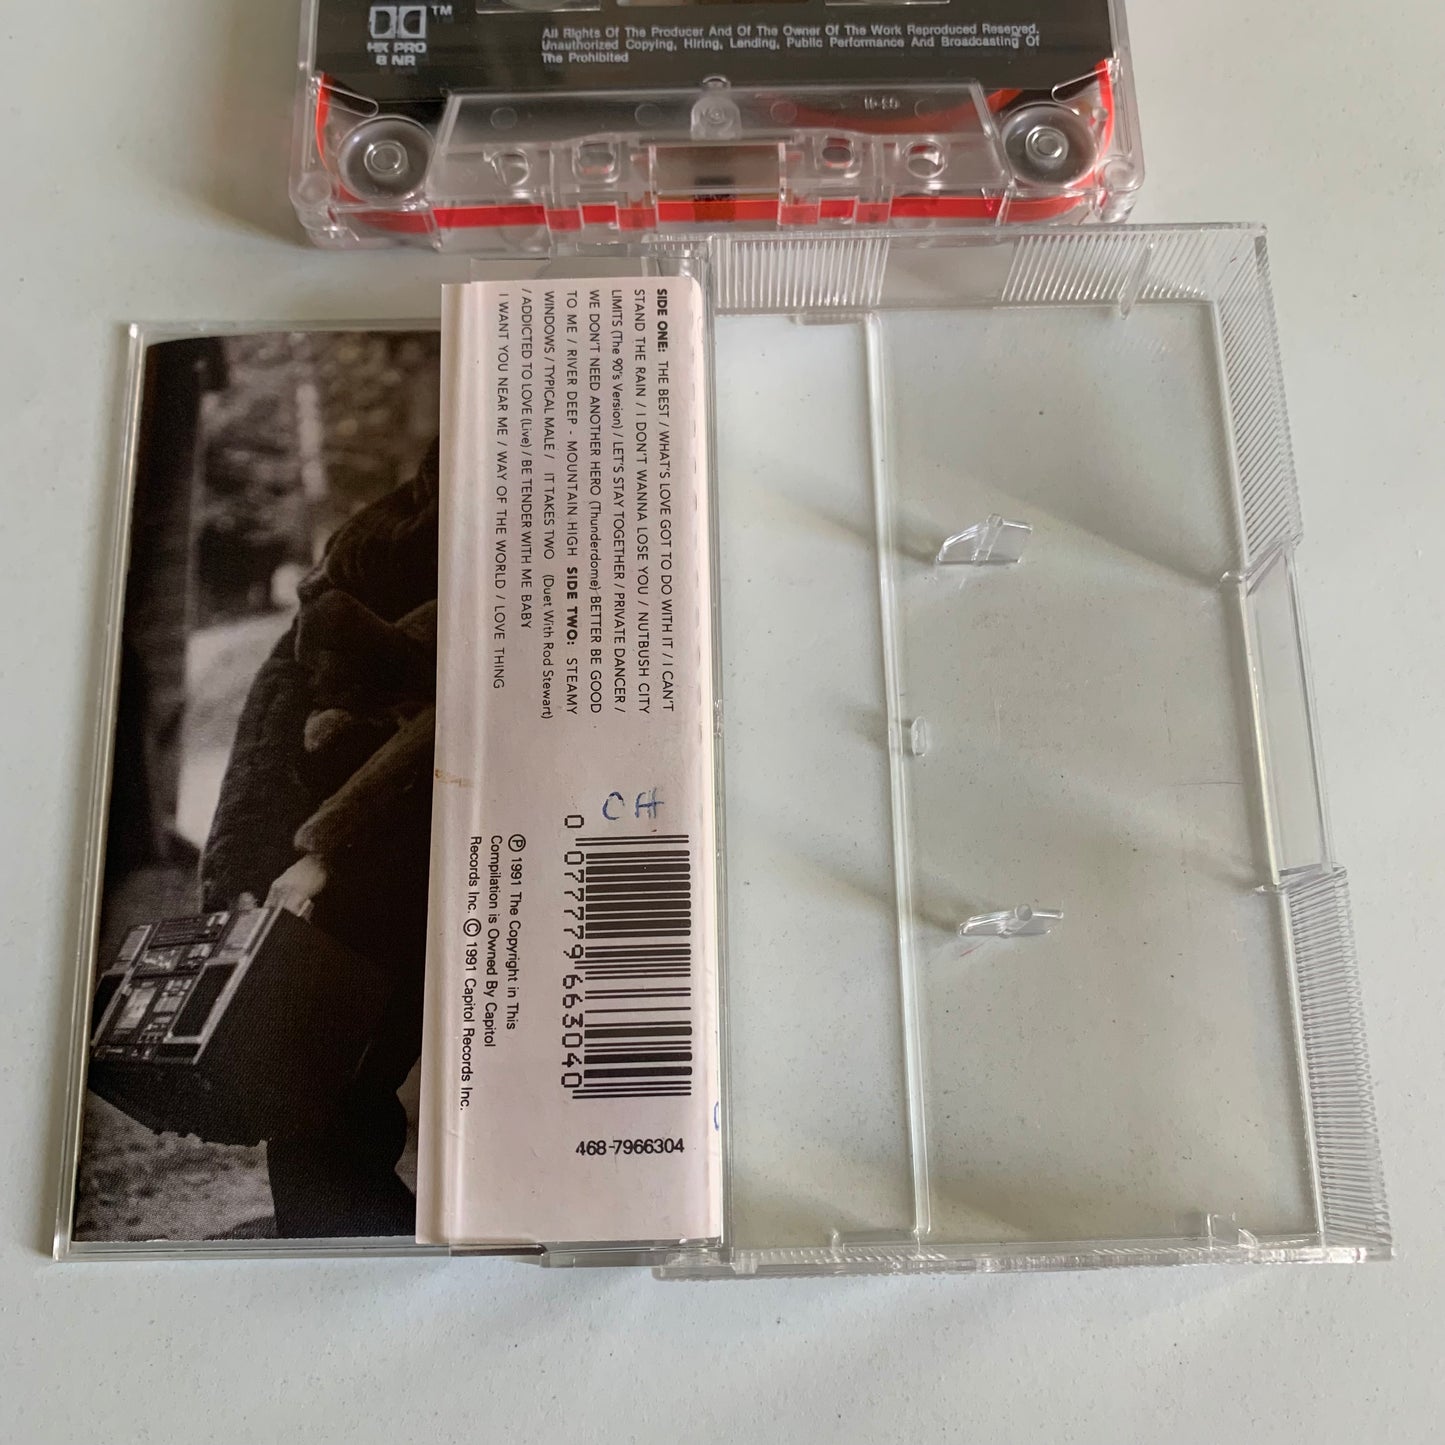 TM
HX PRO
B NR
All Rights Of The Producer And Of The Owner Of The Work Reproduced Reserved.
Unauthorized Copying, Hiring, Lending, Public Performance And Broadcasting Of
The Prohibited
SIDE ONE: THE BEST / WHAT'S LOVE GOT TO DO WITH IT / I CAN'T
STAND THE RAIN / I DON'T WANNA LOSE YOU / NUTBUSH CITY
LIMITS (The 90's Version) / LET'S STAY TOGETHER / PRIVATE DANCER /
WE DON'T NEED ANOTHER HERO (Thunderdome) BETTER BE GOOD
TO ME / RIVER DEEP - MOUNTAIN HIGH SIDE TWO: STEAMY
WINDOWS / TYPICAL MALE / IT TAKES TWO (Duet With Rod Stewart)
/ ADDICTED TO LOVE (Live) / BE TENDER WITH ME BABY
I WANT YOU NEAR ME / WAY OF THE WORLD / LOVE THING
0 07777 96630 40
468-7966304
Ⓟ 1991 The Copyright in This
Compilation is Owned By Capitol
Records Inc. © 1991 Capitol Records Inc.